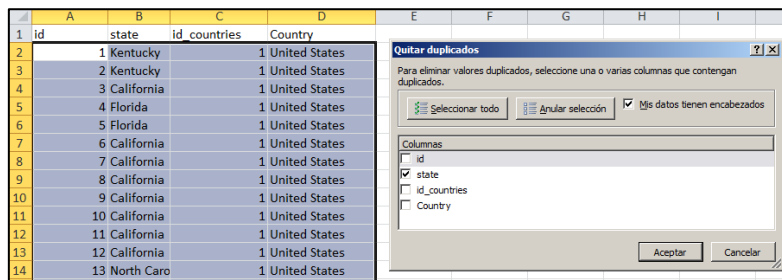 A B C D E F G H I
1 id state id_countries Country
2 1 Kentucky 1 United States
3 2 Kentucky 1 United States
4 3 California 1 United States
5 4 Florida 1 United States
6 5 Florida 1 United States
7 6 California 1 United States
8 7 California 1 United States
9 8 California 1 United States
10 9 California 1 United States
11 10 California 1 United States
12 11 California 1 United States
13 12 California 1 United States
14 13 North Caro 1 United States
Quitar duplicados
Para eliminar valores duplicados, seleccione una o varias columnas que contengan
duplicados.
Seleccionar todo Anular selección Mis datos tienen encabezados
Columnas
id
state
id_countries
Country
Aceptar Cancelar